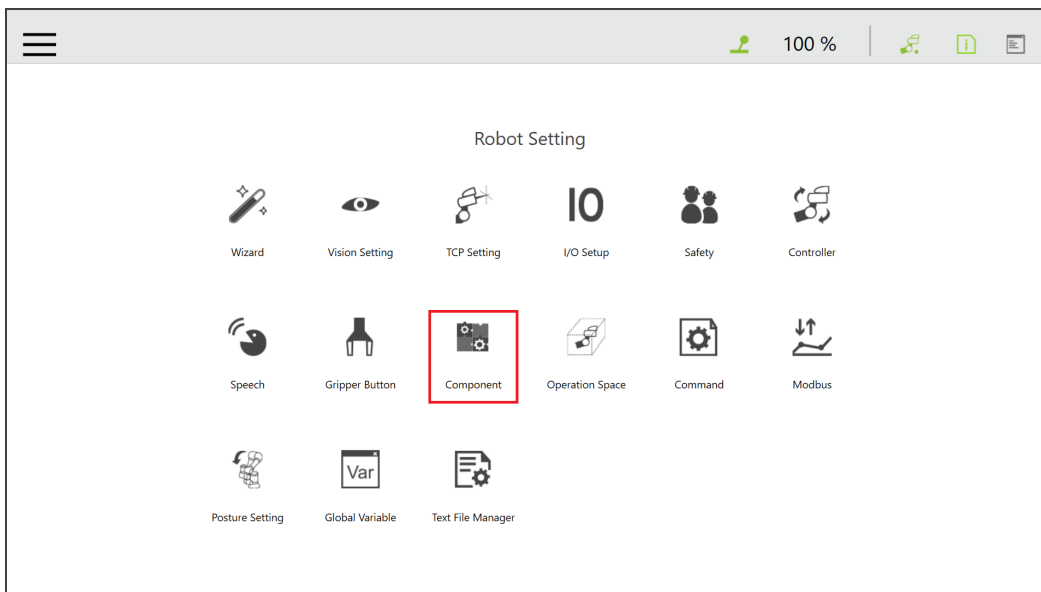 100 %
Robot Setting
IO
Wizard Vision Setting TCP Setting I/O Setup Safety Controller
Speech Gripper Button Component Operation Space Command Modbus
Var
Posture Setting Global Variable Text File Manager